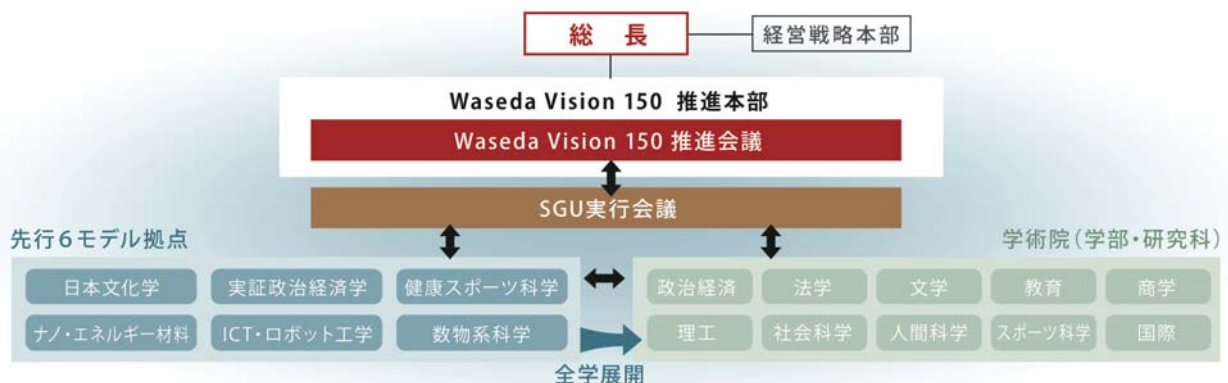 総 長
経営戦略本部
Waseda Vision 150 推進本部
Waseda Vision 150 推進会議
SGU実行会議
先行6モデル拠点
学術院(学部・研究科)
日本文化学
実証政治経済学
健康スポーツ科学
ナノ・エネルギー材料
ICT・ロボット工学
数物系科学
政治経済
法学
文学
教育
商学
理工
社会科学
人間科学
スポーツ科学
国際
全学展開